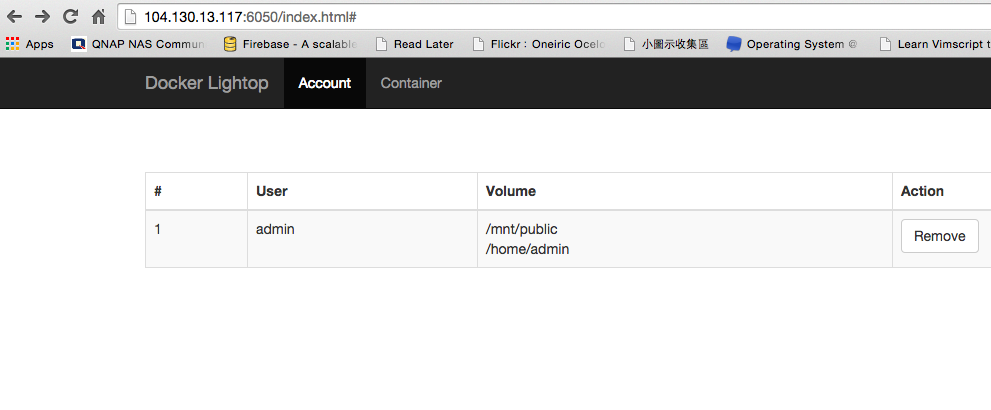 104.130.13.117:6050/index.html#
Apps QNAP NAS Commun Firebase - A scalable Read Later Flickr: Oneiric Ocelo 小圖示收集區 Operating System @ Learn Vimscript t
Docker Lightop Account Container
# User Volume Action
1 admin /mnt/public Remove
/home/admin